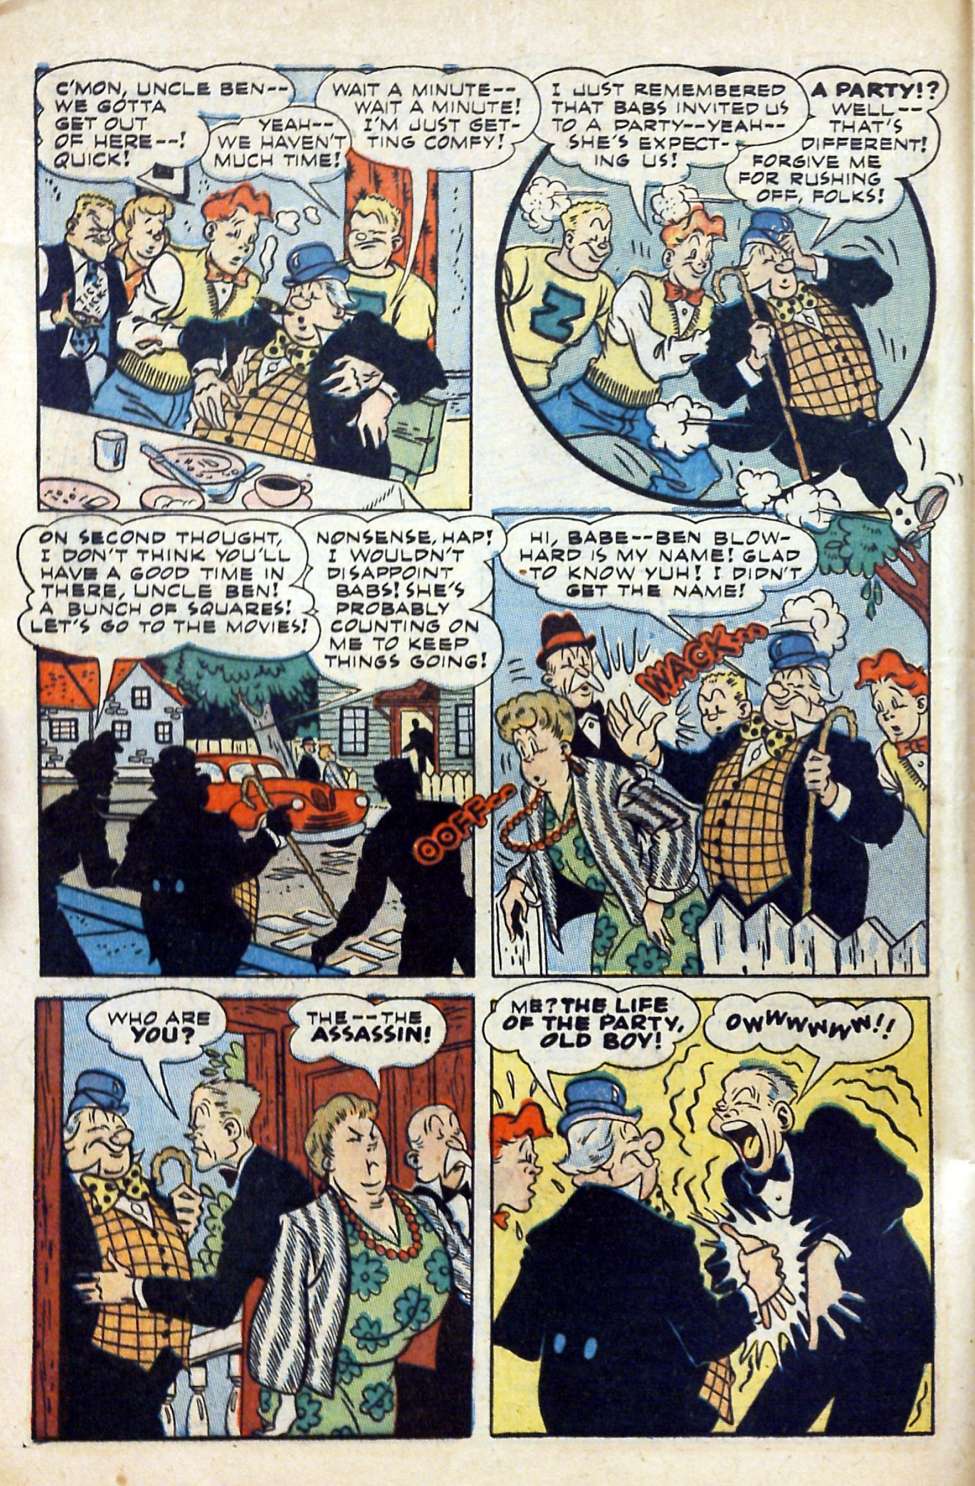 C'MON, UNCLE BEN--
WE GOTTA
GET OUT
OF HERE--!
QUICK!
YEAH--
WE HAVEN'T
MUCH TIME!
WAIT A MINUTE--
WAIT A MINUTE!
I'M JUST GET-
TING COMFY!
TICK
TOCK
Z
I JUST REMEMBERED
THAT BABS INVITED US
TO A PARTY--YEAH--
SHE'S EXPECT-
ING US!
A PARTY!?
WELL--
THAT'S
DIFFERENT!
FORGIVE ME
FOR RUSHING
OFF, FOLKS!
Z
ON SECOND THOUGHT,
I DON'T THINK YOU'LL
HAVE A GOOD TIME IN
THERE, UNCLE BEN!
A BUNCH OF SQUARES!
LET'S GO TO THE MOVIES!
NONSENSE, HAP!
I WOULDN'T
DISAPPOINT
BABS! SHE'S
PROBABLY
COUNTING ON
ME TO KEEP
THINGS GOING!
OOFF---
HI, BABE--BEN BLOW-
HARD IS MY NAME! GLAD
TO KNOW YUH! I DIDN'T
GET THE NAME!
WACK---
WHO ARE
YOU?
THE--THE
ASSASSIN!
ME? THE LIFE
OF THE PARTY,
OLD BOY!
OWWWWWW!!